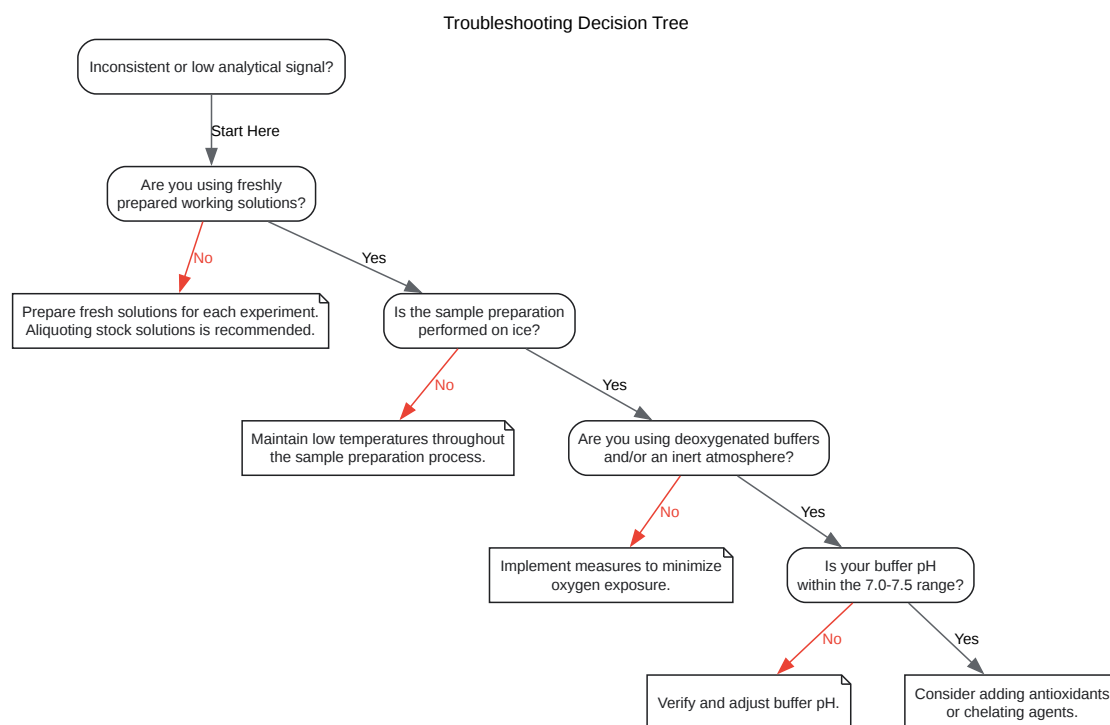 Troubleshooting Decision Tree
Inconsistent or low analytical signal?
Start Here
Are you using freshly
prepared working solutions?
No
Yes
Prepare fresh solutions for each experiment.
Aliquoting stock solutions is recommended.
Is the sample preparation
performed on ice?
No
Yes
Maintain low temperatures throughout
the sample preparation process.
Are you using deoxygenated buffers
and/or an inert atmosphere?
No
Yes
Implement measures to minimize
oxygen exposure.
Is your buffer pH
within the 7.0-7.5 range?
No
Yes
Verify and adjust buffer pH.
Consider adding antioxidants
or chelating agents.